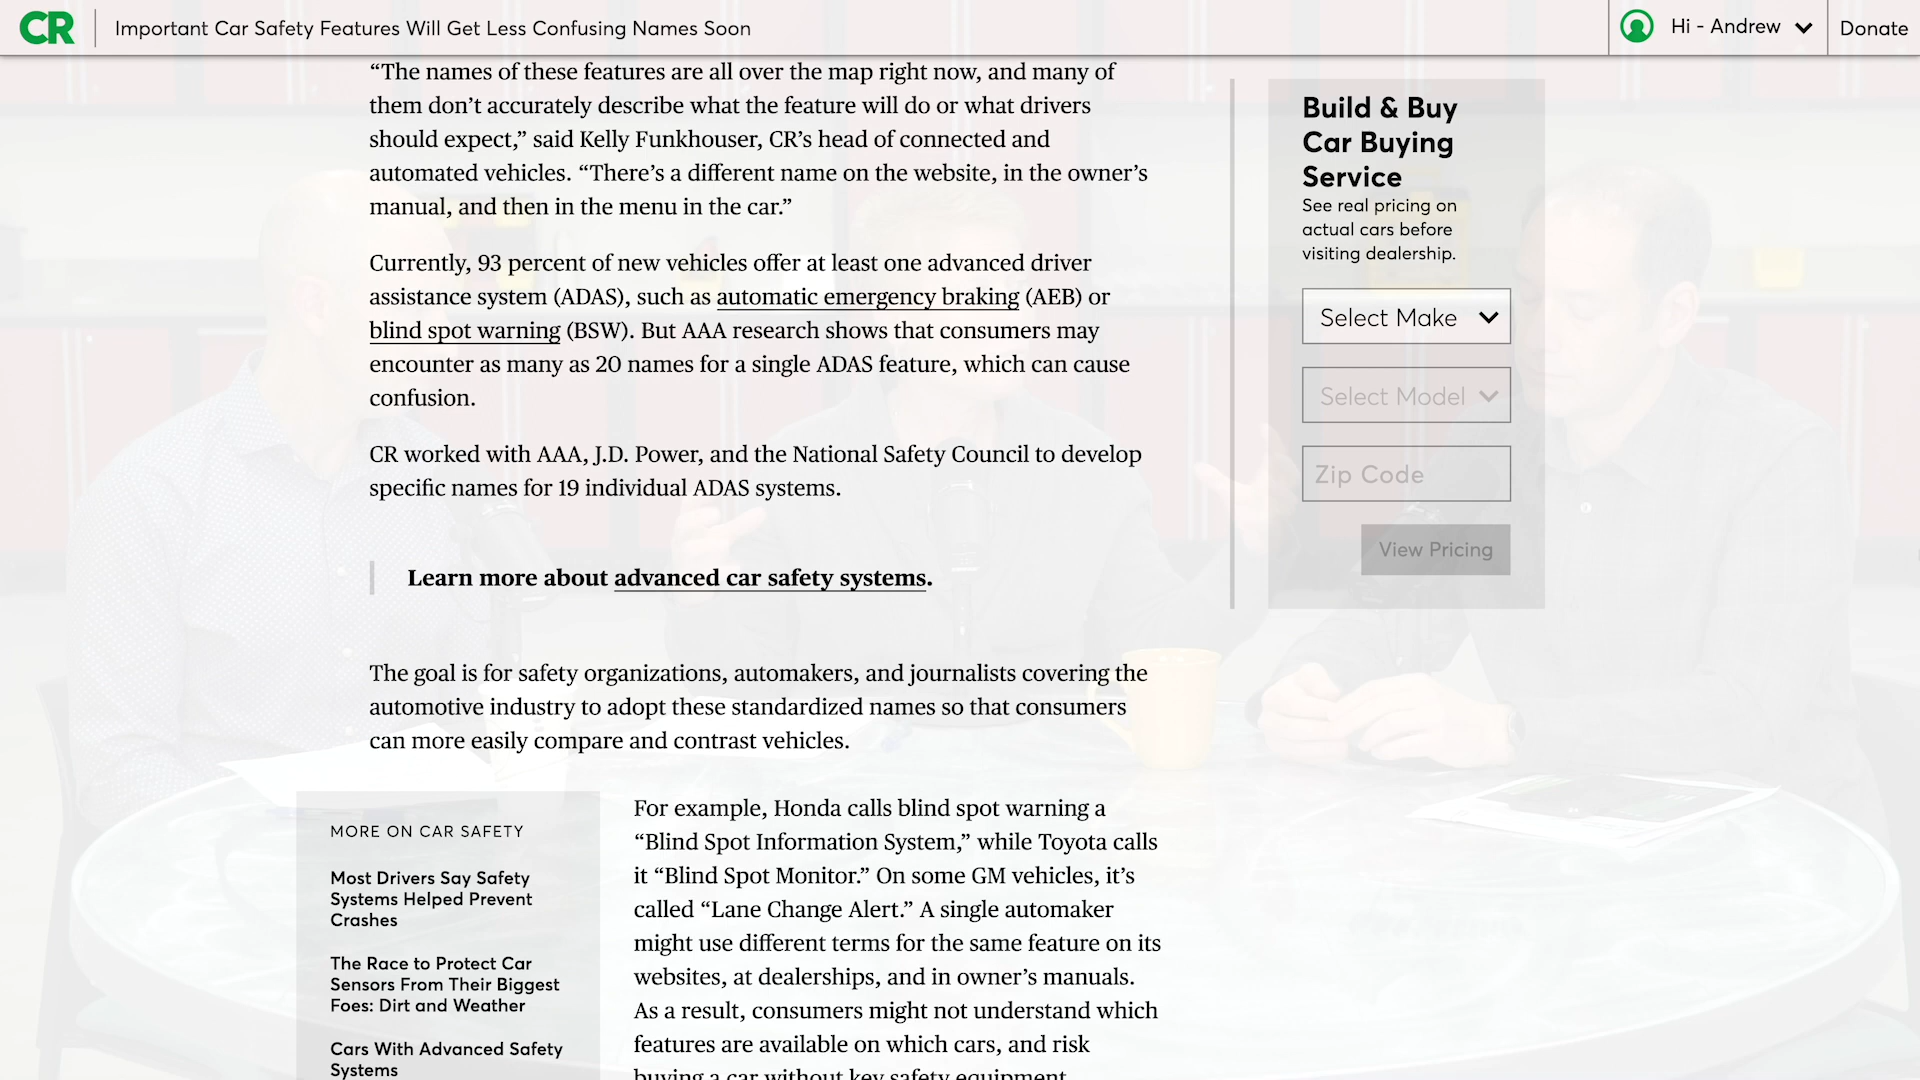 CR
Important Car Safety Features Will Get Less Confusing Names Soon
Hi - Andrew
Donate
“The names of these features are all over the map right now, and many of
them don’t accurately describe what the feature will do or what drivers
should expect,” said Kelly Funkhouser, CR’s head of connected and
automated vehicles. “There’s a different name on the website, in the owner’s
manual, and then in the menu in the car.”
Currently, 93 percent of new vehicles offer at least one advanced driver
assistance system (ADAS), such as automatic emergency braking (AEB) or
blind spot warning (BSW). But AAA research shows that consumers may
encounter as many as 20 names for a single ADAS feature, which can cause
confusion.
CR worked with AAA, J.D. Power, and the National Safety Council to develop
specific names for 19 individual ADAS systems.
Learn more about advanced car safety systems.
The goal is for safety organizations, automakers, and journalists covering the
automotive industry to adopt these standardized names so that consumers
can more easily compare and contrast vehicles.
For example, Honda calls blind spot warning a
“Blind Spot Information System,” while Toyota calls
it “Blind Spot Monitor.” On some GM vehicles, it’s
called “Lane Change Alert.” A single automaker
might use different terms for the same feature on its
websites, at dealerships, and in owner’s manuals.
As a result, consumers might not understand which
features are available on which cars, and risk
buying a car without key safety equipment
MORE ON CAR SAFETY
Most Drivers Say Safety
Systems Helped Prevent
Crashes
The Race to Protect Car
Sensors From Their Biggest
Foes: Dirt and Weather
Cars With Advanced Safety
Systems
Build & Buy
Car Buying
Service
See real pricing on
actual cars before
visiting dealership.
Select Make
Select Model
Zip Code
View Pricing